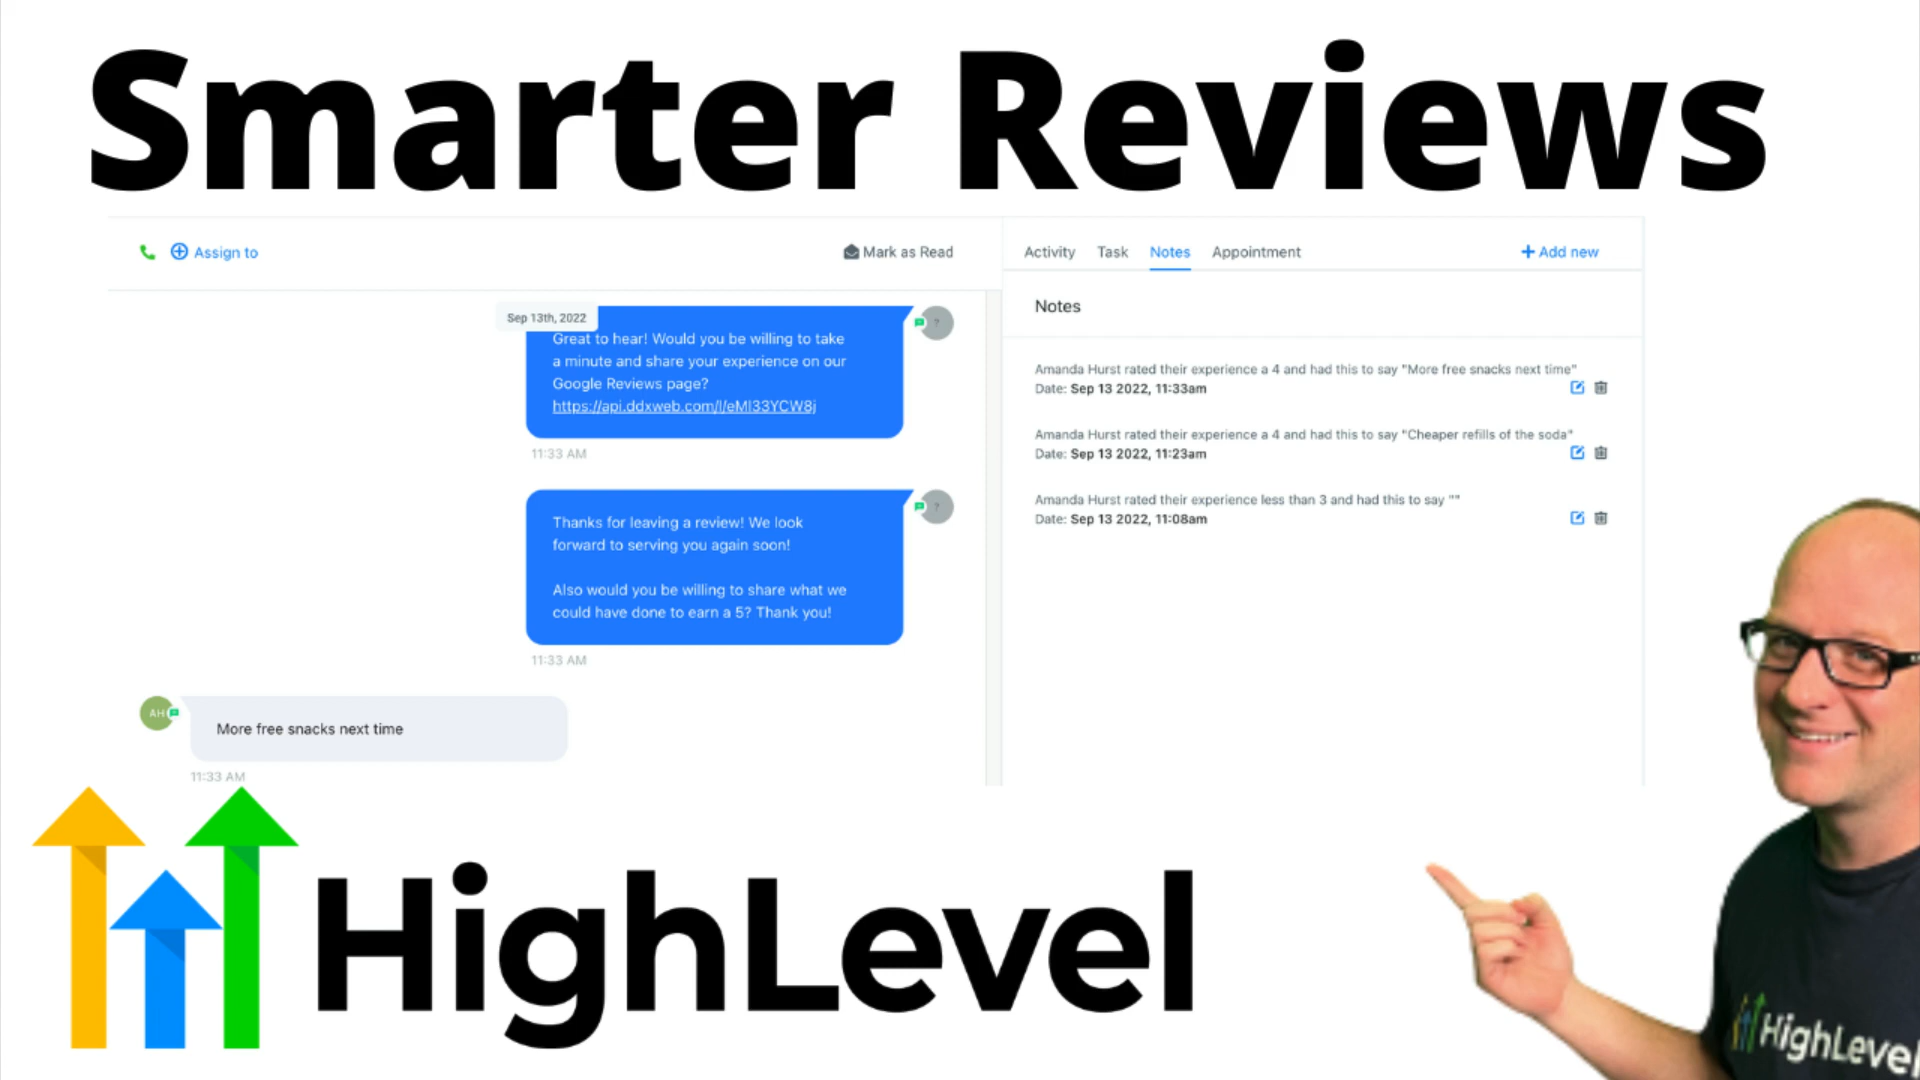 Smarter Reviews
Assign to
Mark as Read
Sep 13th, 2022
Great to hear! Would you be willing to take
a minute and share your experience on our
Google Reviews page?
https://api.ddxweb.com/l/eMI33YCW8j
11:33 AM
Thanks for leaving a review! We look
forward to serving you again soon!
Also would you be willing to share what we
could have done to earn a 5? Thank you!
11:33 AM
AH
More free snacks next time
11:33 AM
Activity Task Notes Appointment
+ Add new
Notes
Amanda Hurst rated their experience a 4 and had this to say "More free snacks next time"
Date: Sep 13 2022, 11:33am
Amanda Hurst rated their experience a 4 and had this to say "Cheaper refills of the soda"
Date: Sep 13 2022, 11:23am
Amanda Hurst rated their experience less than 3 and had this to say ""
Date: Sep 13 2022, 11:08am
HighLevel
HighLevel